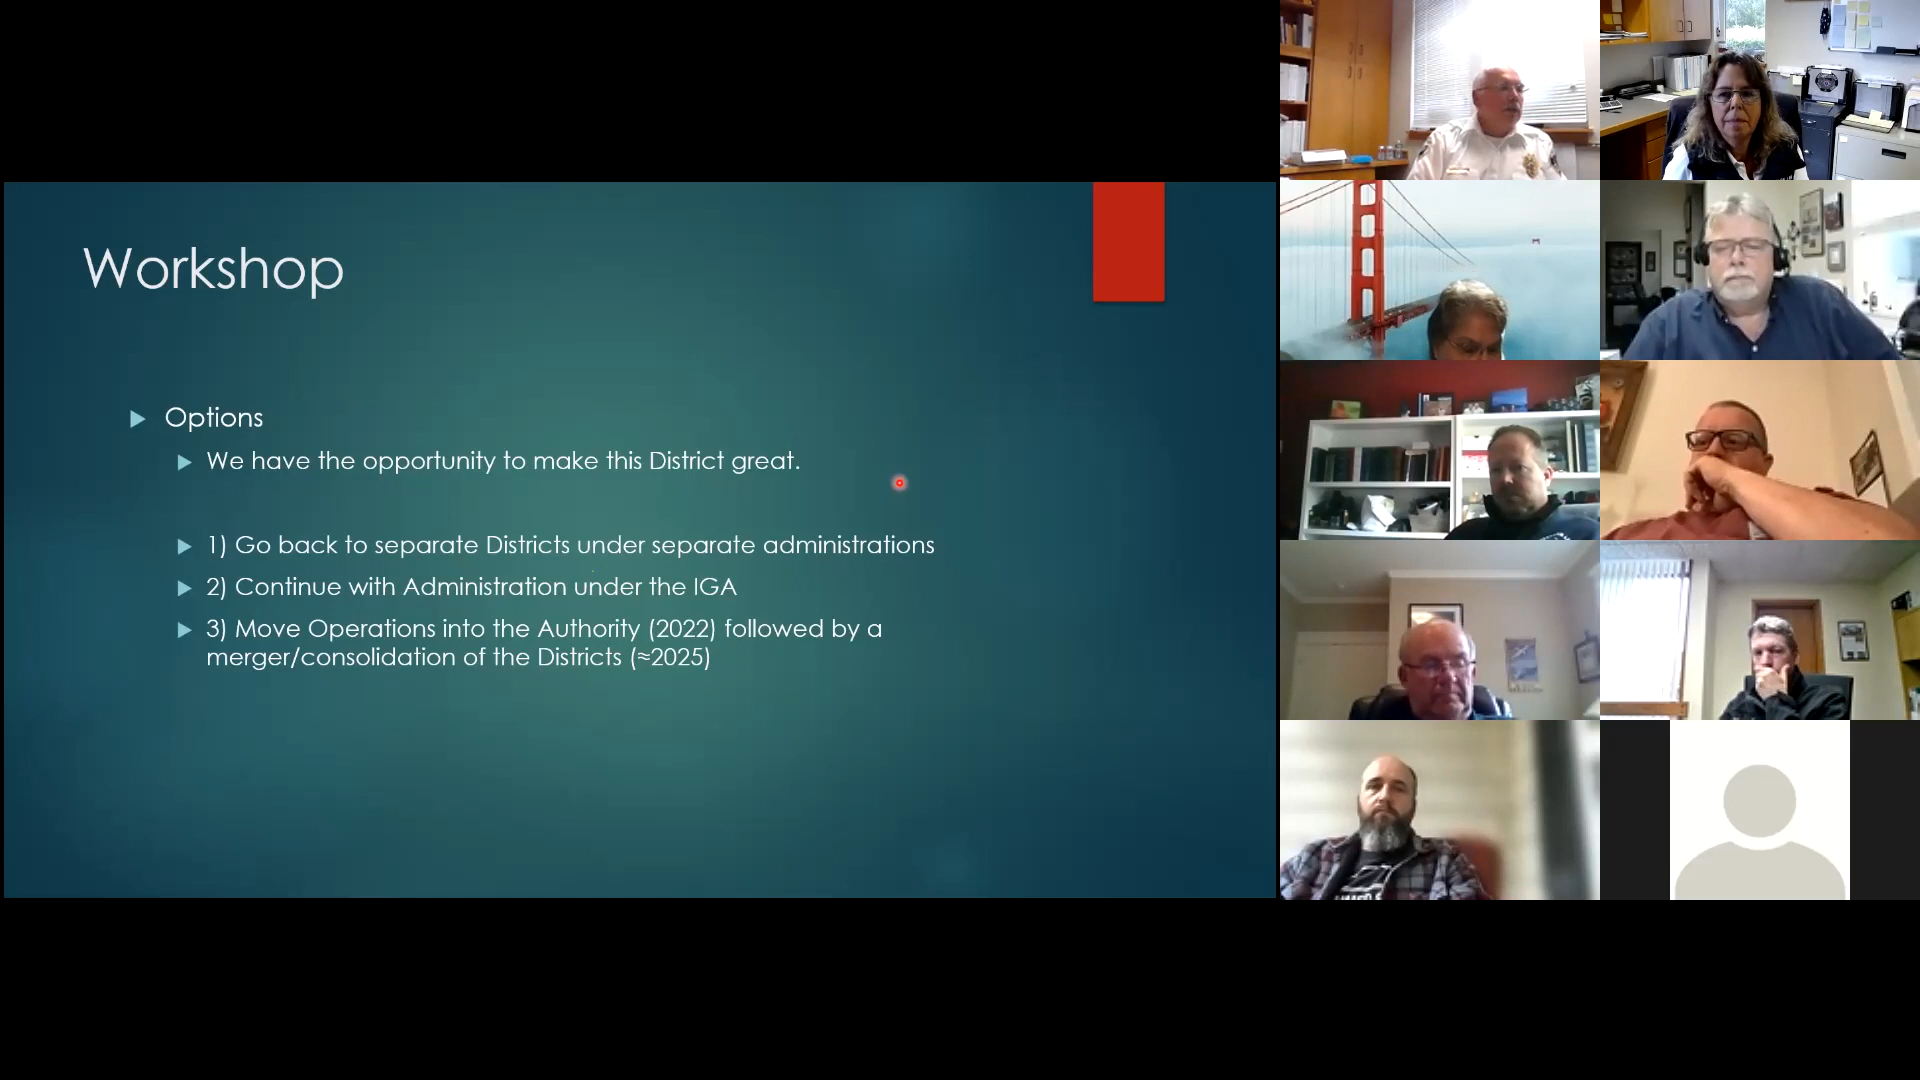 Workshop
Options
We have the opportunity to make this District great.
1) Go back to separate Districts under separate administrations
2) Continue with Administration under the IGA
3) Move Operations into the Authority (2022) followed by a
merger/consolidation of the Districts (≈2025)